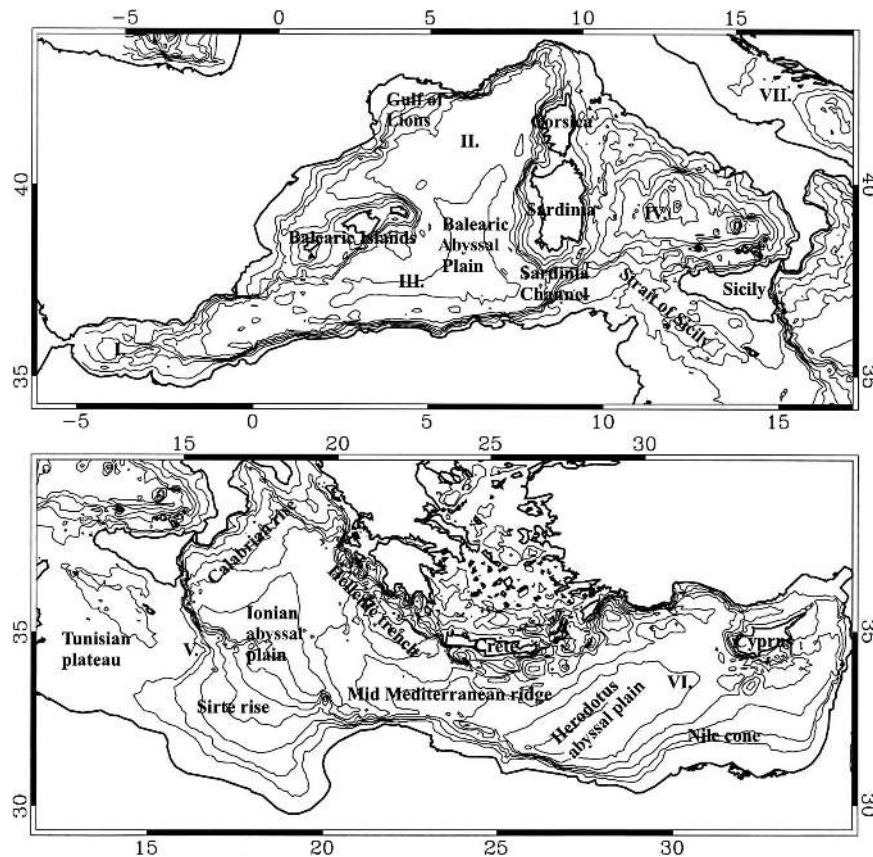 -5 0 5 10 15
Gulf of
Lions
II.
Corsica
VII.
40
40
Sardinia
IV.
Balearic Islands
Balearic
Abyssal
Plain
III.
Sardinia
Channel
Strait of Sicily
Sicily
I.
35
35
-5 0 5 10 15
15 20 25 30
Calabrian rise
Hellenic trench
Ionian
abyssal
plain
Tunisian
plateau
V.
35
35
Crete
Cyprus
Mid Mediterranean ridge
VI.
Sirte rise
Herodotus
abyssal plain
Nile cone
30
30
15 20 25 30